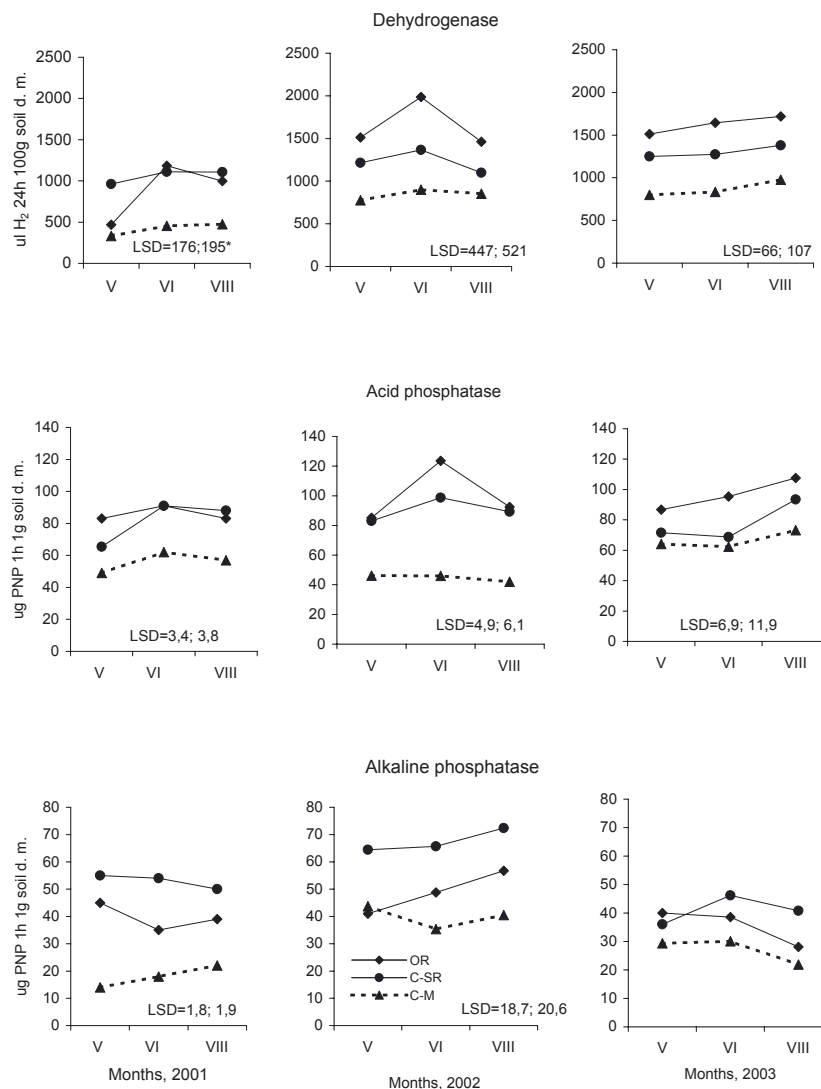 Dehydrogenase
ul H₂ 24h 100g soil d. m.
2500
2000
1500
1000
500
0
V VI VIII
LSD=176;195*
2500
2000
1500
1000
500
0
V VI VIII
LSD=447; 521
2500
2000
1500
1000
500
0
V VI VIII
LSD=66; 107
Acid phosphatase
ug PNP 1h 1g soil d. m.
140
120
100
80
60
40
20
0
V VI VIII
LSD=3,4; 3,8
140
120
100
80
60
40
20
0
V VI VIII
LSD=4,9; 6,1
140
120
100
80
60
40
20
0
V VI VIII
LSD=6,9; 11,9
Alkaline phosphatase
ug PNP 1h 1g soil d. m.
80
70
60
50
40
30
20
10
0
V VI VIII
LSD=1,8; 1,9
Months, 2001
80
70
60
50
40
30
20
10
0
OR
C-SR
C-M
LSD=18,7; 20,6
V VI VIII
Months, 2002
80
70
60
50
40
30
20
10
0
V VI VIII
Months, 2003